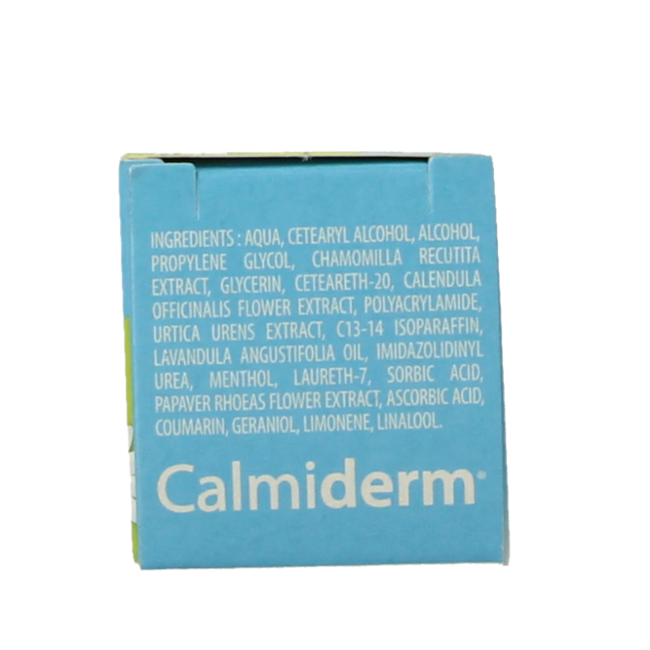 INGREDIENTS : AQUA, CETEARYL ALCOHOL, ALCOHOL,
PROPYLENE GLYCOL, CHAMOMILLA RECUTITA
EXTRACT, GLYCERIN, CETEARETH-20, CALENDULA
OFFICINALIS FLOWER EXTRACT, POLYACRYLAMIDE,
URTICA URENS EXTRACT, C13-14 ISOPARAFFIN,
LAVANDULA ANGUSTIFOLIA OIL, IMIDAZOLIDINYL
UREA, MENTHOL, LAURETH-7, SORBIC ACID,
PAPAVER RHOEAS FLOWER EXTRACT, ASCORBIC ACID,
COUMARIN, GERANIOL, LIMONENE, LINALOOL.
Calmiderm®